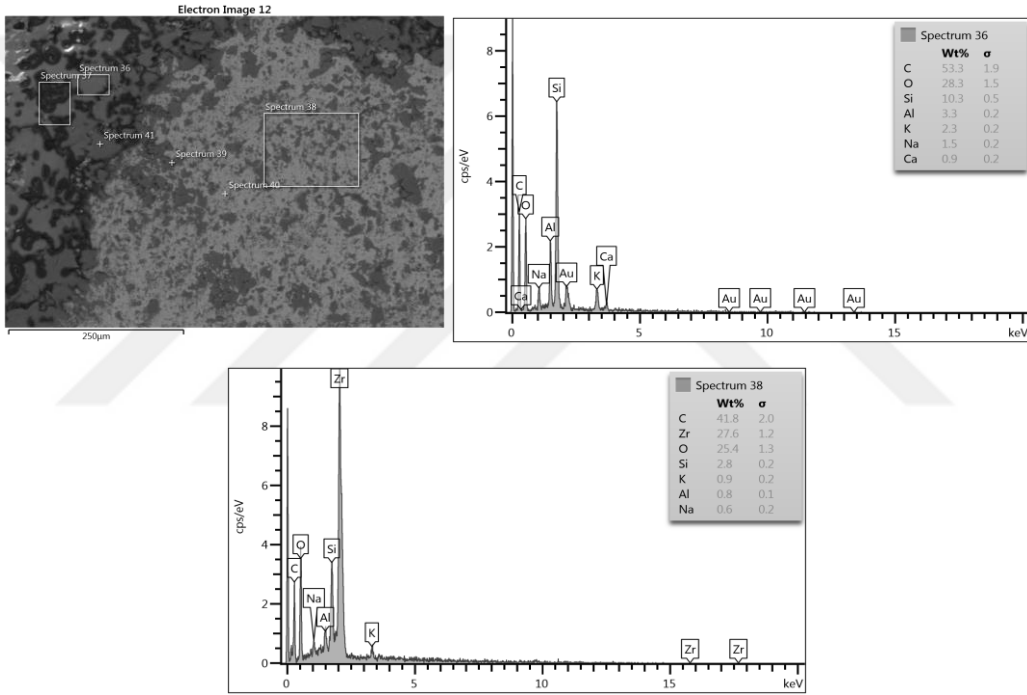 Electron Image 12
Spectrum 36
Spectrum 37
Spectrum 38
Spectrum 41
Spectrum 39
Spectrum 40
250µm
cps/eV
8
6
4
2
0
C
O
Ca
Na
Al
Si
Au
K
Ca
Au
Au
Au
Au
0
5
10
15
keV
Spectrum 36
Wt% σ
C 53.3 1.9
O 28.3 1.5
Si 10.3 0.5
Al 3.3 0.2
K 2.3 0.2
Na 1.5 0.2
Ca 0.9 0.2
cps/eV
8
6
4
2
0
C
O
Na
Al
Si
Zr
K
Zr
Zr
0
5
10
15
keV
Spectrum 38
Wt% σ
C 41.8 2.0
Zr 27.6 1.2
O 25.4 1.3
Si 2.8 0.2
K 0.9 0.2
Al 0.8 0.1
Na 0.6 0.2